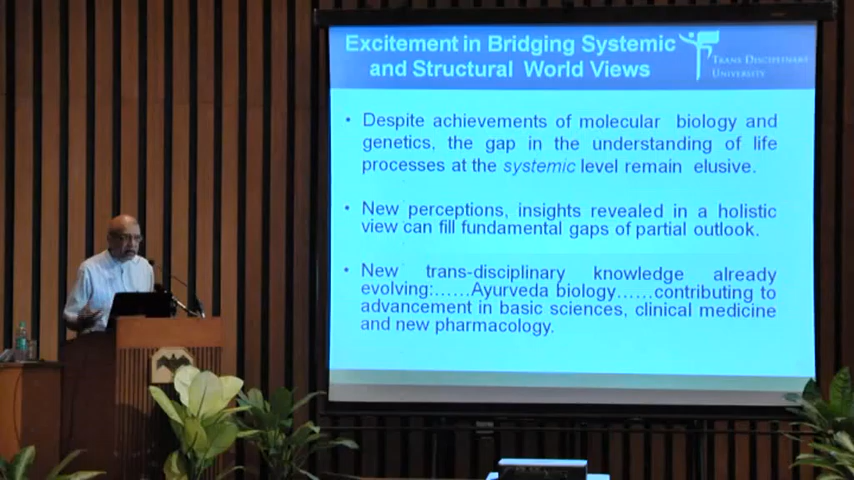 Excitement in Bridging Systemic
and Structural World Views
TRANS DISCIPLINARY
UNIVERSITY
• Despite achievements of molecular biology and
genetics, the gap in the understanding of life
processes at the systemic level remain elusive.
• New perceptions, insights revealed in a holistic
view can fill fundamental gaps of partial outlook.
• New trans-disciplinary knowledge already
evolving:......Ayurveda biology......contributing to
advancement in basic sciences, clinical medicine
and new pharmacology.